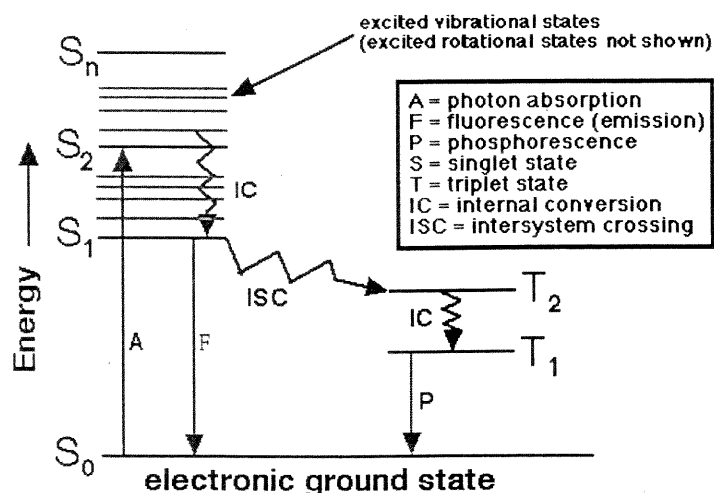 excited vibrational states
(excited rotational states not shown)
Sn
A = photon absorption
F = fluorescence (emission)
P = phosphorescence
S = singlet state
T = triplet state
IC = internal conversion
ISC = intersystem crossing
S2
IC
S1
ISC
T2
IC
T1
Energy
A
F
P
S0
electronic ground state